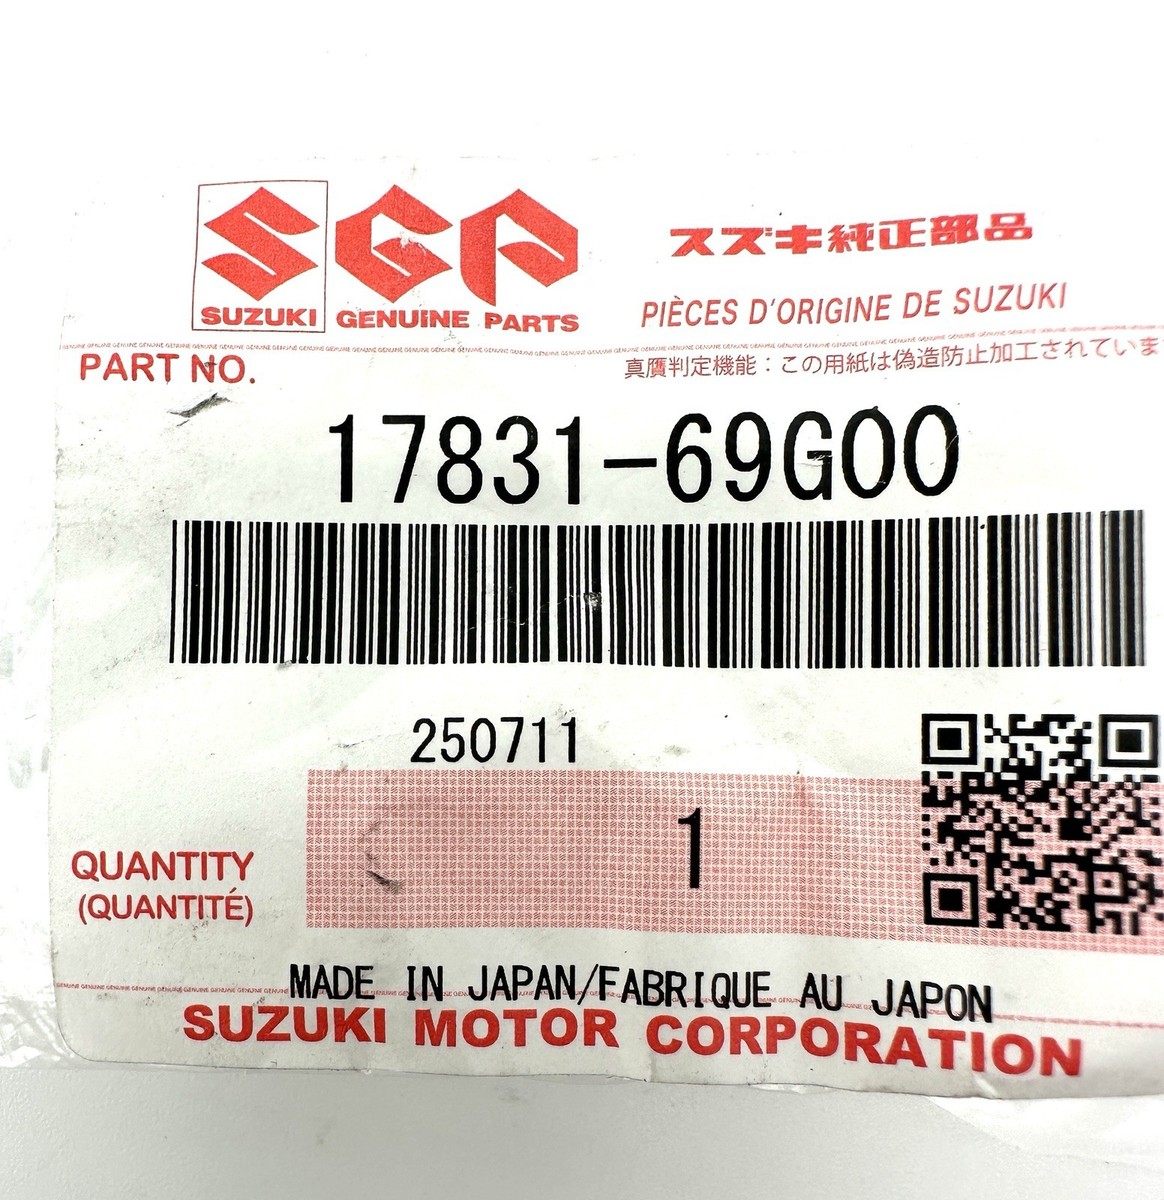 SGP
スズキ純正部品
SUZUKI GENUINE PARTS
PIÈCES D'ORIGINE DE SUZUKI
PART NO.
真贋判定機能：この用紙は偽造防止加工されていま
17831-69G00
250711
1
QUANTITY
(QUANTITÉ)
MADE IN JAPAN/FABRIQUE AU JAPON
SUZUKI MOTOR CORPORATION